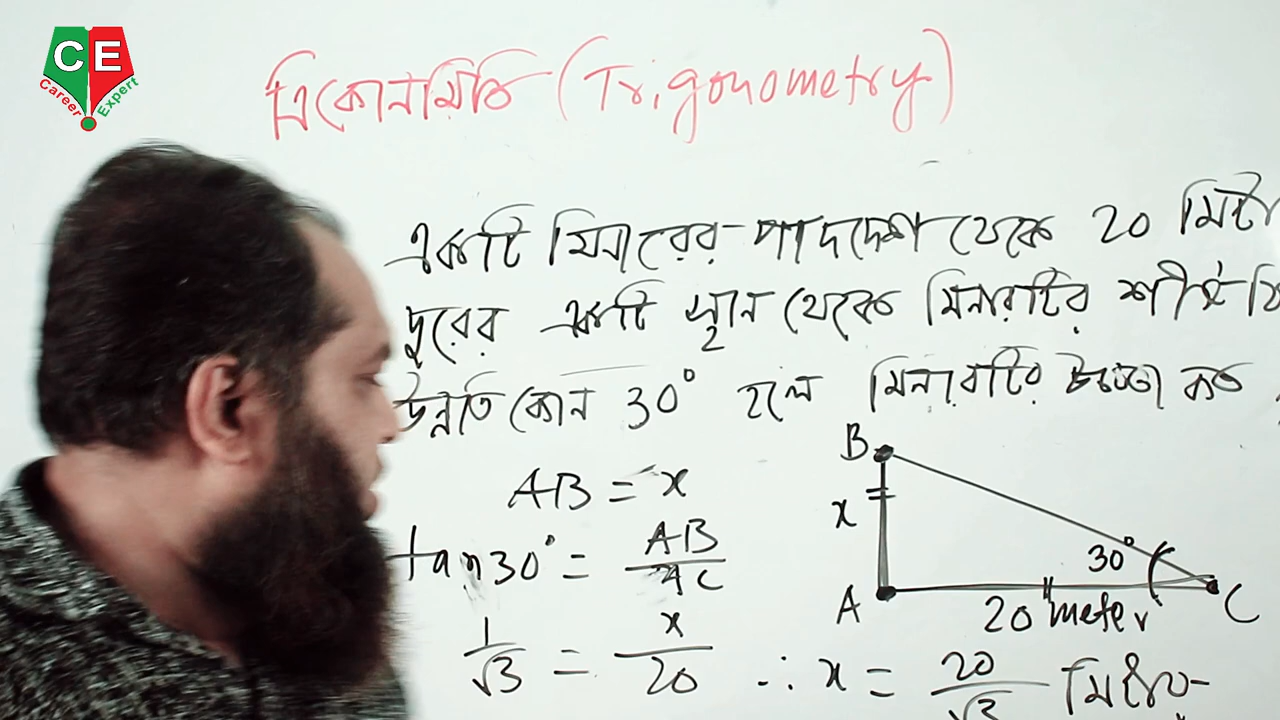 CE
Career Expert
ত্রিকোনমিতি (Trigonometry)
একটি মিনারের পাদদেশ থেকে 20 মিটা
দুরের একটি স্থান থেকে মিনারটির শীর্ষ
উন্নতি কোন 30° হলে মিনারটির উচ্চতা কত
AB = x
tan30° = AB/AC
1/√3 = x/20 ∴ x = 20/√3 মিটার
B
x
A
30°
20 meter
C